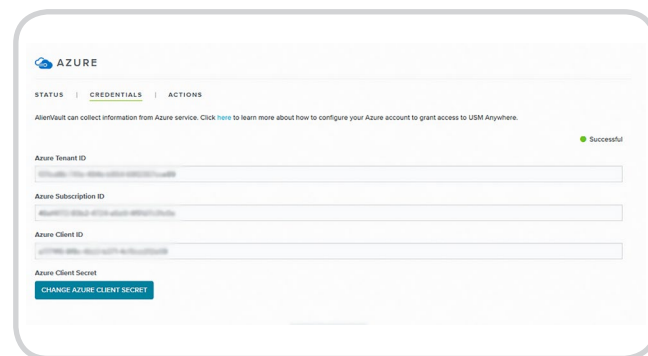 AZURE
STATUS | CREDENTIALS | ACTIONS
AlienVault can collect information from Azure service. Click here to learn more about how to configure your Azure account to grant access to USM Anywhere.
Successful
Azure Tenant ID
Azure Subscription ID
Azure Client ID
Azure Client Secret
CHANGE AZURE CLIENT SECRET